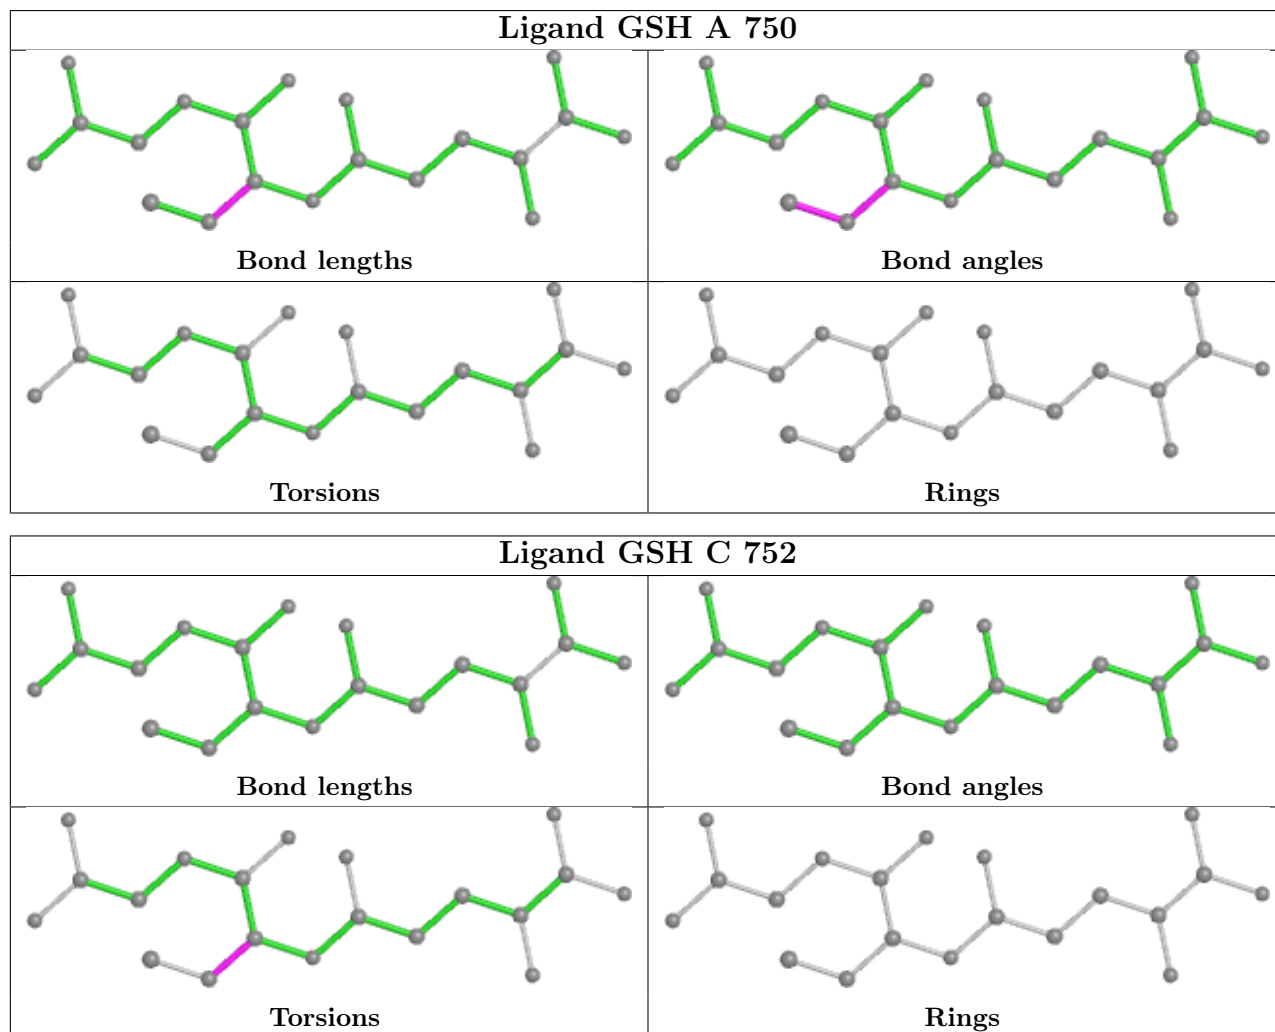 Ligand GSH A 750
Bond lengths
Bond angles
Torsions
Rings
Ligand GSH C 752
Bond lengths
Bond angles
Torsions
Rings